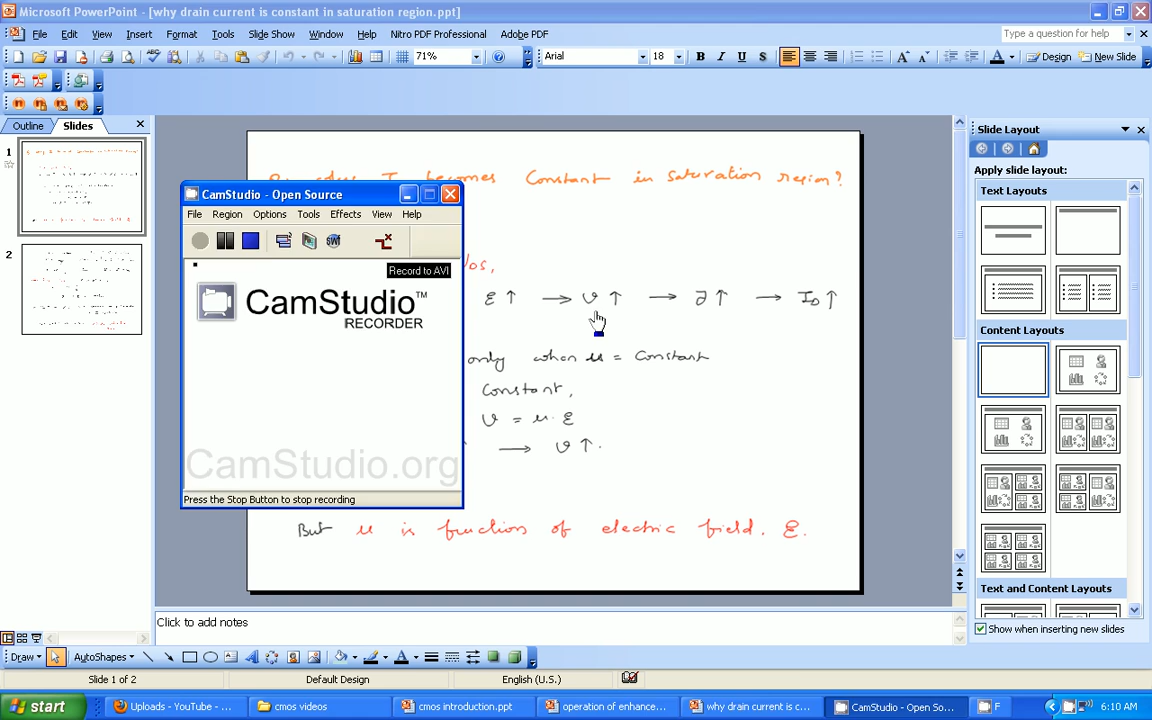 Microsoft PowerPoint - [why drain current is constant in saturation region.ppt]
File Edit View Insert Format Tools Slide Show Window Help Nitro PDF Professional Adobe PDF
Type a question for help
71%
Arial
18
B I U S
A
Design
New Slide
Outline
Slides
1
2
becomes Constant in saturation region?
ε ↑ → v ↑ → J ↑ → I_D ↑
only when μ = Constant
Constant,
v = μ. ε
→ v ↑.
But μ is function of electric field. ε.
CamStudio - Open Source
File Region Options Tools Effects View Help
SWF
Record to AVI
CamStudio™
RECORDER
CamStudio.org
Press the Stop Button to stop recording
Slide Layout
Apply slide layout:
Text Layouts
Content Layouts
Text and Content Layouts
Show when inserting new slides
Click to add notes
Draw
AutoShapes
Slide 1 of 2
Default Design
English (U.S.)
start
Uploads - YouTube - ...
cmos videos
cmos introduction.ppt
operation of enhance...
why drain current is c...
CamStudio - Open So...
F
6:10 AM